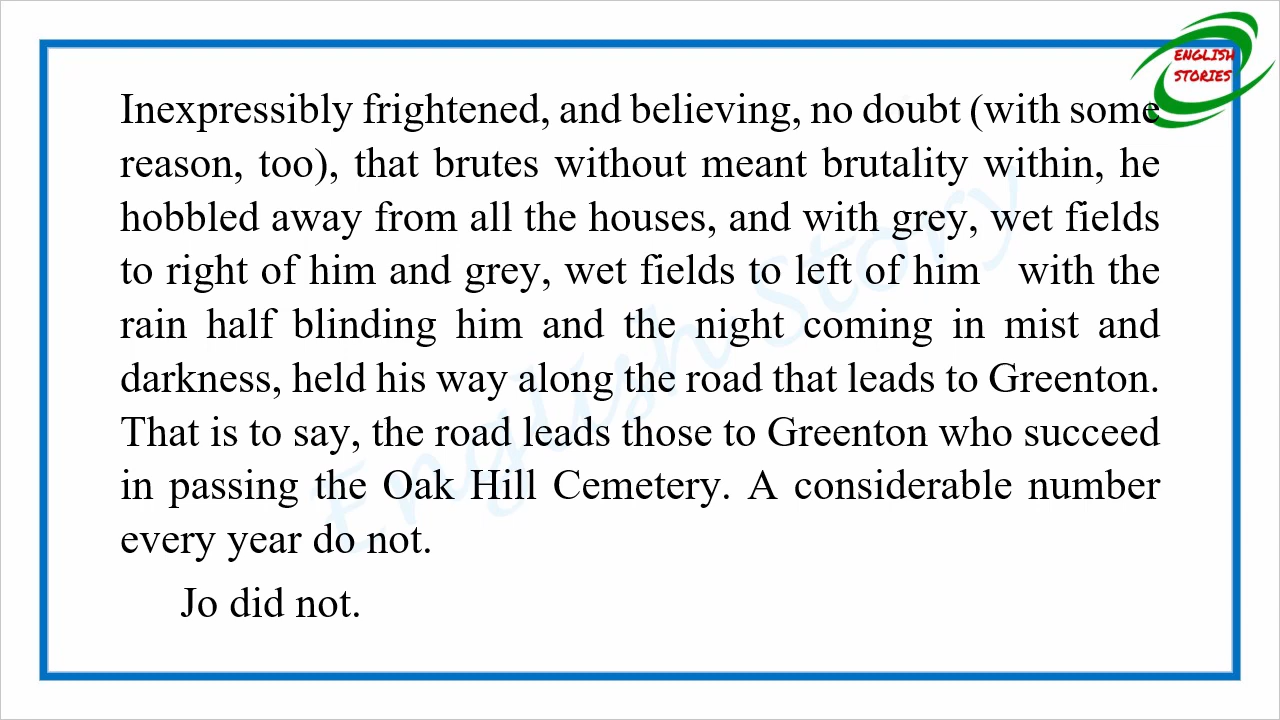 ENGLISH
STORIES
Inexpressibly frightened, and believing, no doubt (with some
reason, too), that brutes without meant brutality within, he
hobbled away from all the houses, and with grey, wet fields
to right of him and grey, wet fields to left of him with the
rain half blinding him and the night coming in mist and
darkness, held his way along the road that leads to Greenton.
That is to say, the road leads those to Greenton who succeed
in passing the Oak Hill Cemetery. A considerable number
every year do not.
Jo did not.
English Story